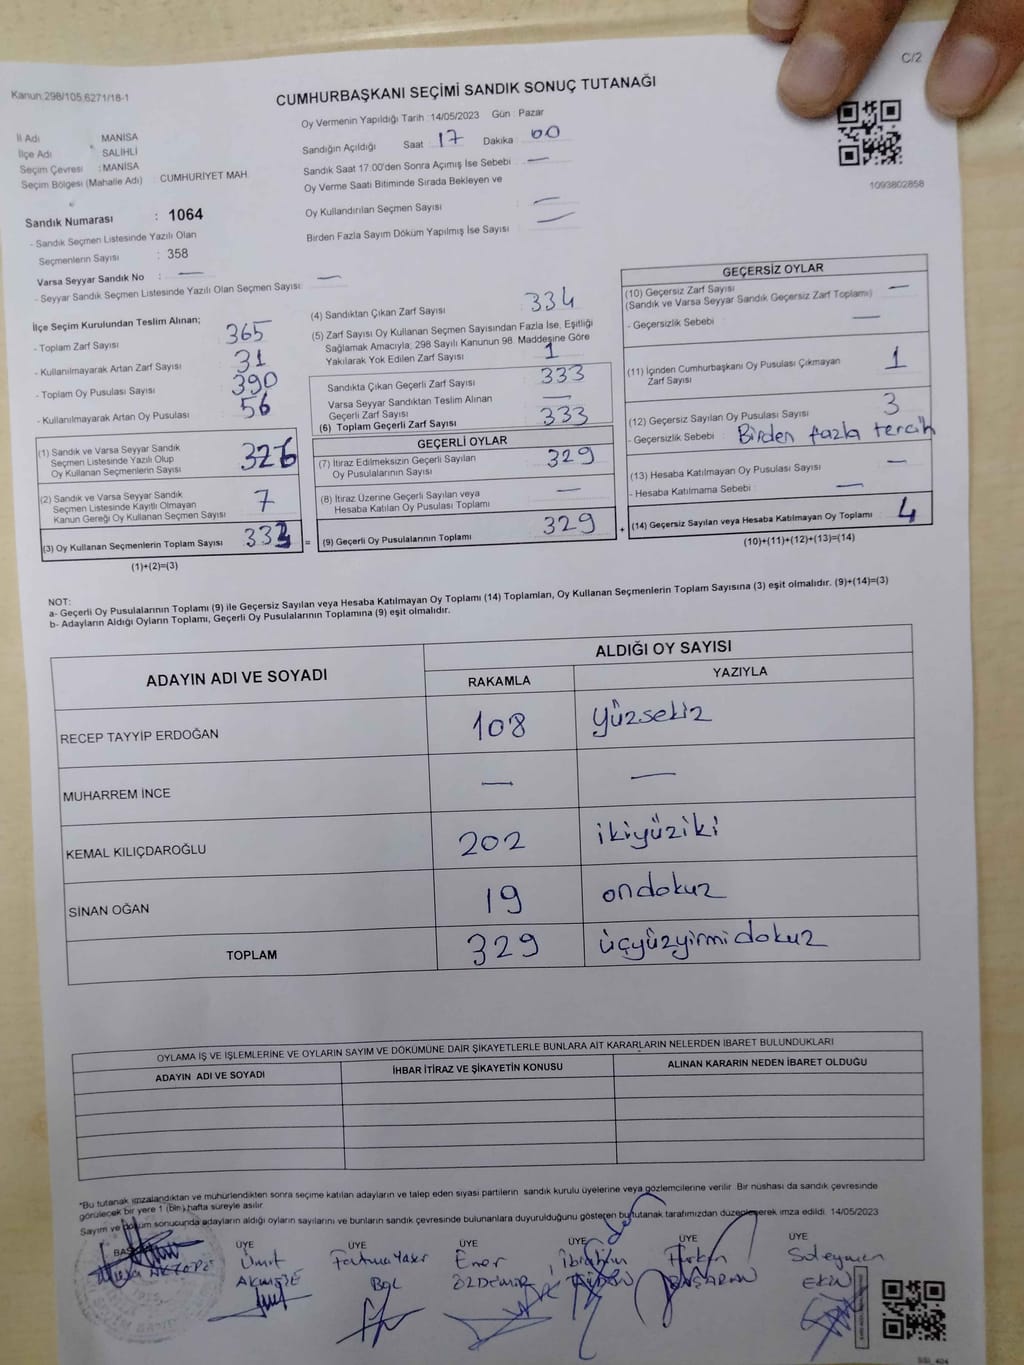 C/2
Kanun:298/105,6271/18-1
CUMHURBAŞKANI SEÇİMİ SANDIK SONUÇ TUTANAĞI
Oy Vermenin Yapıldığı Tarih :14/05/2023 Gün : Pazar
İl Adı MANİSA
İlçe Adı SALİHLİ
Seçim Çevresi : MANİSA
Seçim Bölgesi (Mahalle Adı) : CUMHURİYET MAH.
Sandığın Açıldığı Saat 17 Dakika 00
Sandık Saat 17:00'den Sonra Açımış İse Sebebi —
Oy Verme Saati Bitiminde Sırada Bekleyen ve
Oy Kullandırılan Seçmen Sayısı —
Birden Fazla Sayım Döküm Yapılmış İse Sayısı —
1093802858
Sandık Numarası : 1064
- Sandık Seçmen Listesinde Yazılı Olan
Seçmenlerin Sayısı : 358
Varsa Seyyar Sandık No : —
- Seyyar Sandık Seçmen Listesinde Yazılı Olan Seçmen Sayısı: —
İlçe Seçim Kurulundan Teslim Alınan;
- Toplam Zarf Sayısı 365
- Kullanılmayarak Artan Zarf Sayısı 31
- Toplam Oy Pusulası Sayısı 390
- Kullanılmayarak Artan Oy Pusulası 56
(1) Sandık ve Varsa Seyyar Sandık
Seçmen Listesinde Yazılı Olup
Oy Kullanan Seçmenlerin Sayısı 326
(2) Sandık ve Varsa Seyyar Sandık
Seçmen Listesinde Kayıtlı Olmayan
Kanun Gereği Oy Kullanan Seçmen Sayısı 7
(3) Oy Kullanan Seçmenlerin Toplam Sayısı 333 =
(1)+(2)=(3)
(4) Sandıktan Çıkan Zarf Sayısı 334
(5) Zarf Sayısı Oy Kullanan Seçmen Sayısından Fazla İse, Eşitliği
Sağlamak Amacıyla; 298 Sayılı Kanunun 98. Maddesine Göre
Yakılarak Yok Edilen Zarf Sayısı 1
Sandıkta Çıkan Geçerli Zarf Sayısı 333
Varsa Seyyar Sandıktan Teslim Alınan
Geçerli Zarf Sayısı —
(6) Toplam Geçerli Zarf Sayısı 333
GEÇERLİ OYLAR
(7) İtiraz Edilmeksizin Geçerli Sayılan
Oy Pusulalarının Sayısı 329
(8) İtiraz Üzerine Geçerli Sayılan veya
Hesaba Katılan Oy Pusulası Toplamı —
(9) Geçerli Oy Pusulalarının Toplamı 329 +
GEÇERSİZ OYLAR
(10) Geçersiz Zarf Sayısı —
(Sandık ve Varsa Seyyar Sandık Geçersiz Zarf Toplamı)
- Geçersizlik Sebebi : —
(11) İçinden Cumhurbaşkanı Oy Pusulası Çıkmayan
Zarf Sayısı 1
(12) Geçersiz Sayılan Oy Pusulası Sayısı 3
- Geçersizlik Sebebi : Birden fazla tercih
(13) Hesaba Katılmayan Oy Pusulası Sayısı —
- Hesaba Katılmama Sebebi : —
(14) Geçersiz Sayılan veya Hesaba Katılmayan Oy Toplamı 4
(10)+(11)+(12)+(13)=(14)
NOT:
a- Geçerli Oy Pusulalarının Toplamı (9) ile Geçersiz Sayılan veya Hesaba Katılmayan Oy Toplamı (14) Toplamları, Oy Kullanan Seçmenlerin Toplam Sayısına (3) eşit olmalıdır. (9)+(14)=(3)
b- Adayların Aldığı Oyların Toplamı, Geçerli Oy Pusulalarının Toplamına (9) eşit olmalıdır.
ADAYIN ADI VE SOYADI ALDIĞI OY SAYISI
RAKAMLA YAZIYLA
RECEP TAYYİP ERDOĞAN 108 yüzsekiz
MUHARREM İNCE — —
KEMAL KILIÇDAROĞLU 202 ikiyüziki
SİNAN OĞAN 19 ondokuz
TOPLAM 329 üçyüzyirmidokuz
OYLAMA İŞ VE İŞLEMLERİNE VE OYLARIN SAYIM VE DÖKÜMÜNE DAİR ŞİKAYETLERLE BUNLARA AİT KARARLARIN NELERDEN İBARET BULUNDUKLARI
ADAYIN ADI VE SOYADI İHBAR İTİRAZ VE ŞİKAYETİN KONUSU ALINAN KARARIN NEDEN İBARET OLDUĞU
*Bu tutanak imzalandıktan ve mühürlendikten sonra seçime katılan adayların ve talep eden siyasi partilerin sandık kurulu üyelerine veya gözlemcilerine verilir. Bir nüshası da sandık çevresinde
görülecek bir yere 1 (bir) hafta süreyle asılır.
Sayım ve döküm sonucunda adayların aldığı oyların sayılarını ve bunların sandık çevresinde bulunanlara duyurulduğunu gösteren bu tutanak tarafımızdan düzenlenerek imza edildi. 14/05/2023
ÜYE ÜYE ÜYE ÜYE ÜYE ÜYE
Ümit Fatma Yaser Emer İbrahim Furkan Süleyman
BAL ÖZDEMİR BAŞARAN EKİN